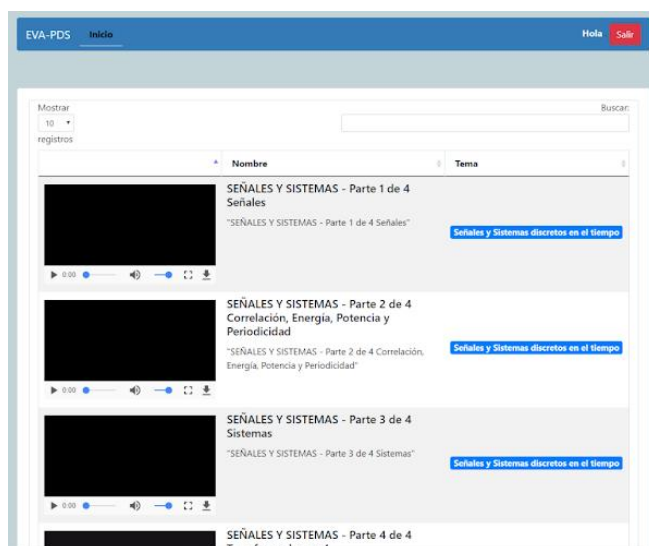 EVA-PDS Inicio Hola Salir
Mostrar Buscar:
10
registros
Nombre Tema
SEÑALES Y SISTEMAS - Parte 1 de 4
Señales
"SEÑALES Y SISTEMAS - Parte 1 de 4 Señales"
Señales y Sistemas discretos en el tiempo
0:00
SEÑALES Y SISTEMAS - Parte 2 de 4
Correlación, Energía, Potencia y
Periodicidad
"SEÑALES Y SISTEMAS - Parte 2 de 4 Correlación,
Energía, Potencia y Periodicidad"
Señales y Sistemas discretos en el tiempo
0:00
SEÑALES Y SISTEMAS - Parte 3 de 4
Sistemas
"SEÑALES Y SISTEMAS - Parte 3 de 4 Sistemas"
Señales y Sistemas discretos en el tiempo
0:00
SEÑALES Y SISTEMAS - Parte 4 de 4